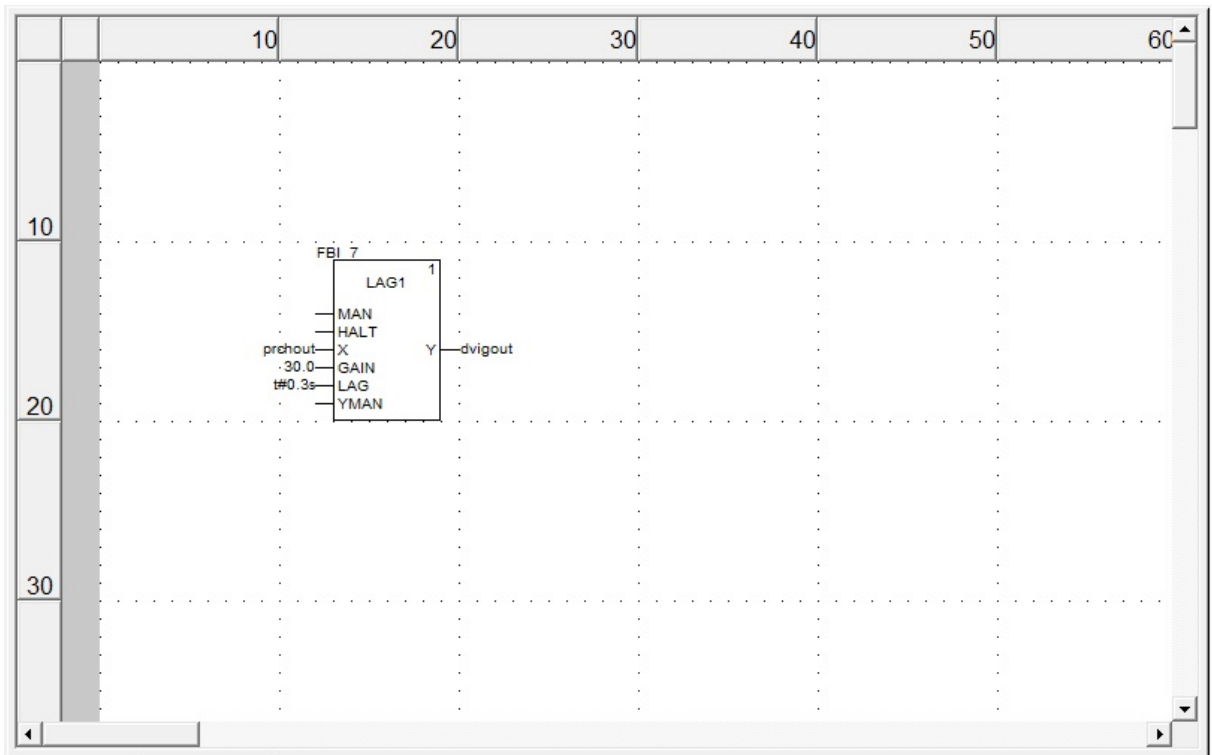 10 20 30 40 50 60
10
FBI_7
1
LAG1
MAN
HALT
prehout X Y dvigout
30.0 GAIN
t#0.3s LAG
20
YMAN
30